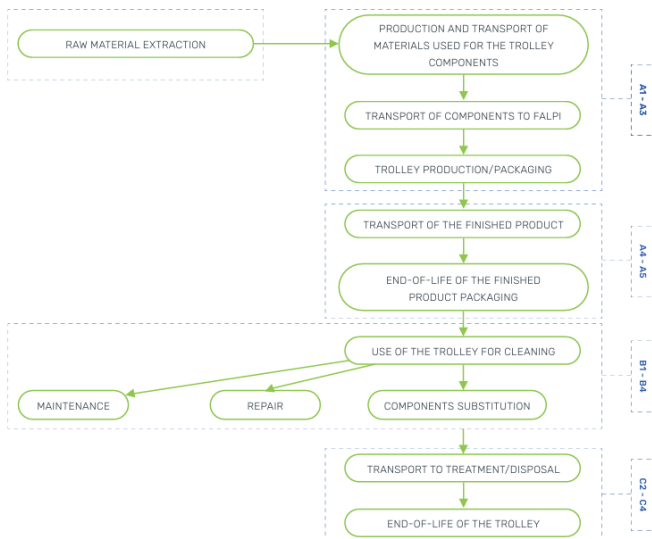 RAW MATERIAL EXTRACTION
PRODUCTION AND TRANSPORT OF
MATERIALS USED FOR THE TROLLEY
COMPONENTS
TRANSPORT OF COMPONENTS TO FALPI
TROLLEY PRODUCTION/PACKAGING
A1 - A3
TRANSPORT OF THE FINISHED PRODUCT
END-OF-LIFE OF THE FINISHED
PRODUCT PACKAGING
A4 - A5
USE OF THE TROLLEY FOR CLEANING
MAINTENANCE
REPAIR
COMPONENTS SUBSTITUTION
B1 - B4
TRANSPORT TO TREATMENT/DISPOSAL
END-OF-LIFE OF THE TROLLEY
C2 - C4